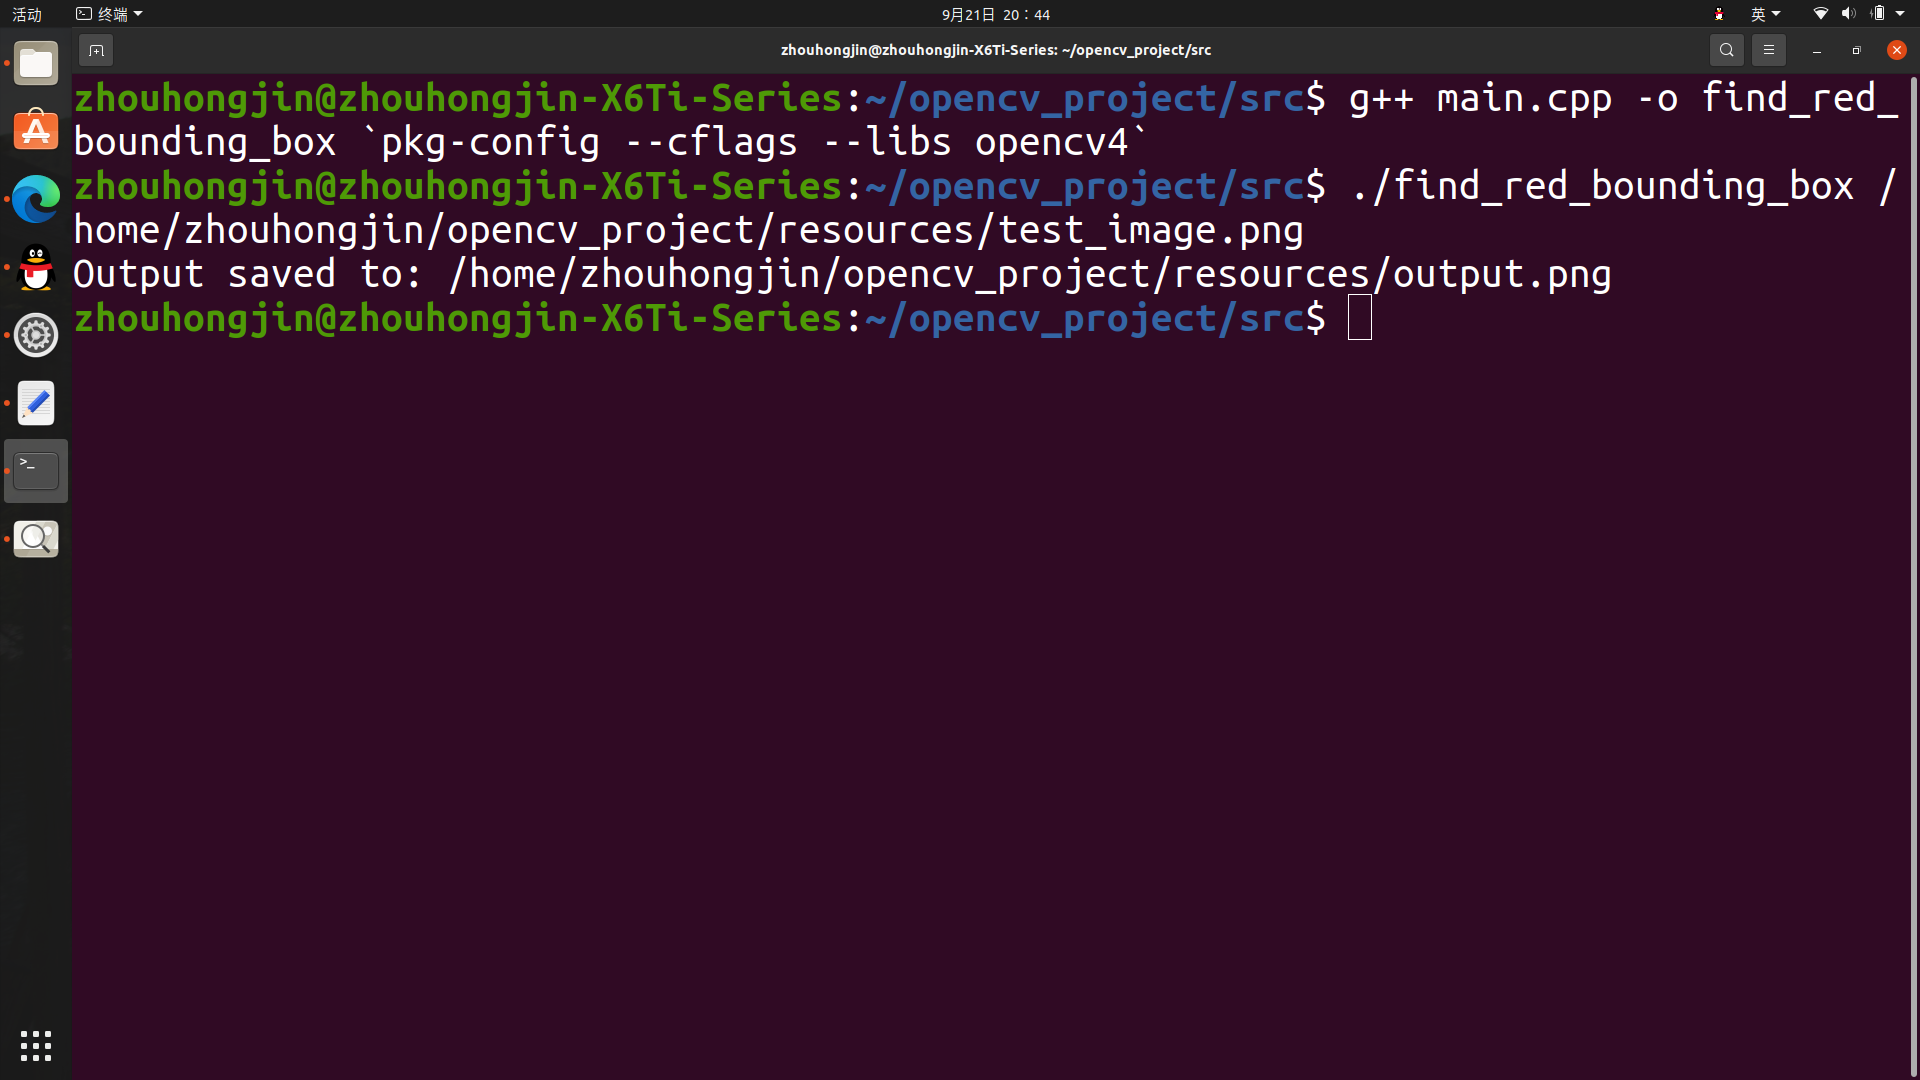 活动
终端
9月21日 20：44
英
zhouhongjin@zhouhongjin-X6Ti-Series: ~/opencv_project/src
zhouhongjin@zhouhongjin-X6Ti-Series:~/opencv_project/src$ g++ main.cpp -o find_red_
bounding_box `pkg-config --cflags --libs opencv4`
zhouhongjin@zhouhongjin-X6Ti-Series:~/opencv_project/src$ ./find_red_bounding_box /
home/zhouhongjin/opencv_project/resources/test_image.png
Output saved to: /home/zhouhongjin/opencv_project/resources/output.png
zhouhongjin@zhouhongjin-X6Ti-Series:~/opencv_project/src$